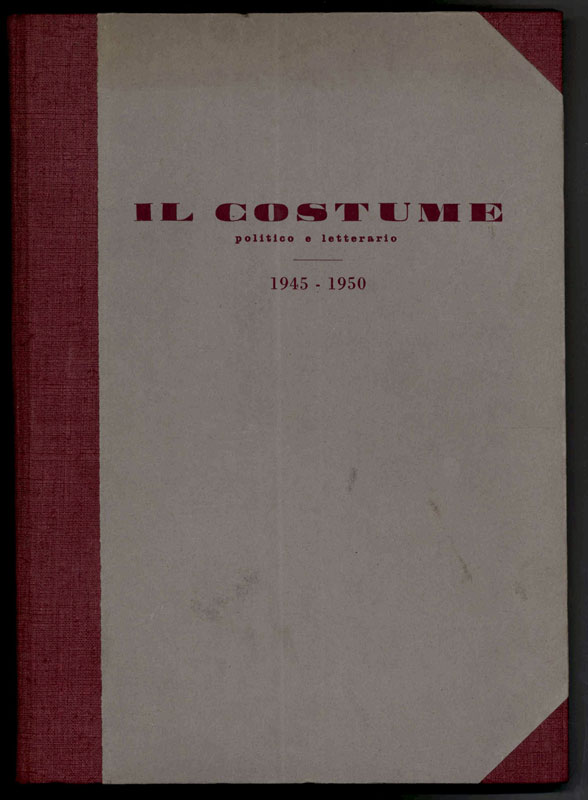 IL COSTUME
politico e letterario
1945 - 1950